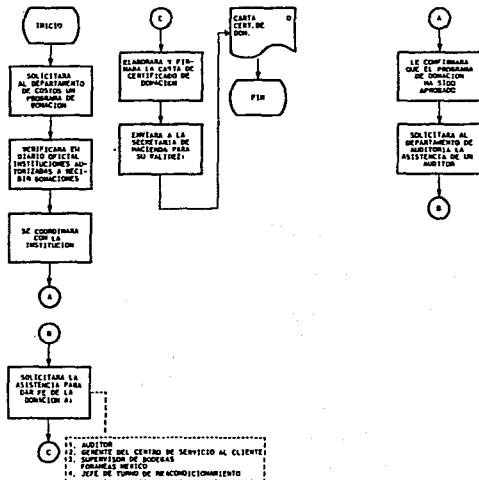 INICIO
SOLICITARA
AL DEPARTAMENTO
DE COSTOS UN
PROGRAMA DE
DONACION
VERIFICARA EN
DIARIO OFICIAL
INSTITUCIONES AU-
TORIZADAS A RECI-
BIR DONACIONES
SE COORDINARA
CON LA
INSTITUCION
A
B
SOLICITARA LA
ASISTENCIA PARA
DAR FE DE LA
DONACION A:
C
1. AUDITOR
2. GERENTE DEL CENTRO DE SERVICIO AL CLIENTE
3. SUPERVISOR DE BODEGAS
FORANEAS MEXICO
4. JEFE DE TURNO DE REACONDICIONAMIENTO
C
ELABORARA Y FIR-
MARA LA CARTA DE
CERTIFICADO DE
DONACION
ENVIARA A LA
SECRETARIA DE
HACIENDA PARA
SU VALIDEZ:
CARTA O
CERT. DE
DON.
FIN
A
LE CONFIRMARA
QUE EL PROGRAMA
DE DONACION
HA SIDO
APROBADO
SOLICITARA AL
DEPARTAMENTO DE
AUDITORIA LA
ASISTENCIA DE UN
AUDITOR
B